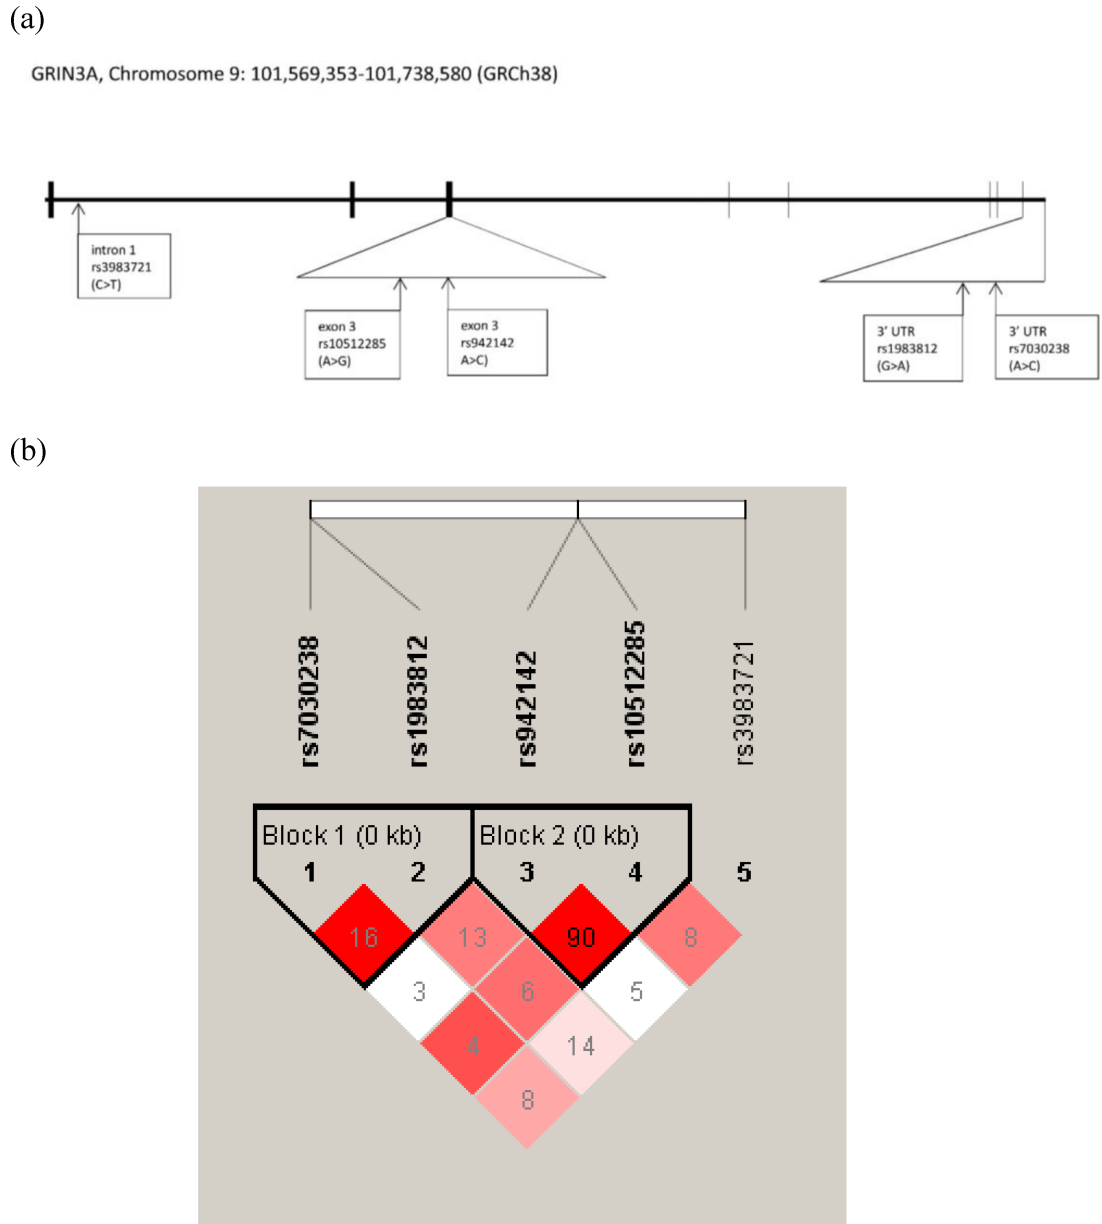 (a)
GRIN3A, Chromosome 9: 101,569,353-101,738,580 (GRCh38)
intron 1
rs3983721
(C>T)
exon 3
rs10512285
(A>G)
exon 3
rs942142
A>C)
3' UTR
rs1983812
(G>A)
3' UTR
rs7030238
(A>C)
(b)
rs7030238
rs1983812
rs942142
rs10512285
rs3983721
Block 1 (0 kb)
Block 2 (0 kb)
1 2 3 4 5
16 13 90 8
3 6 5
4 14
8